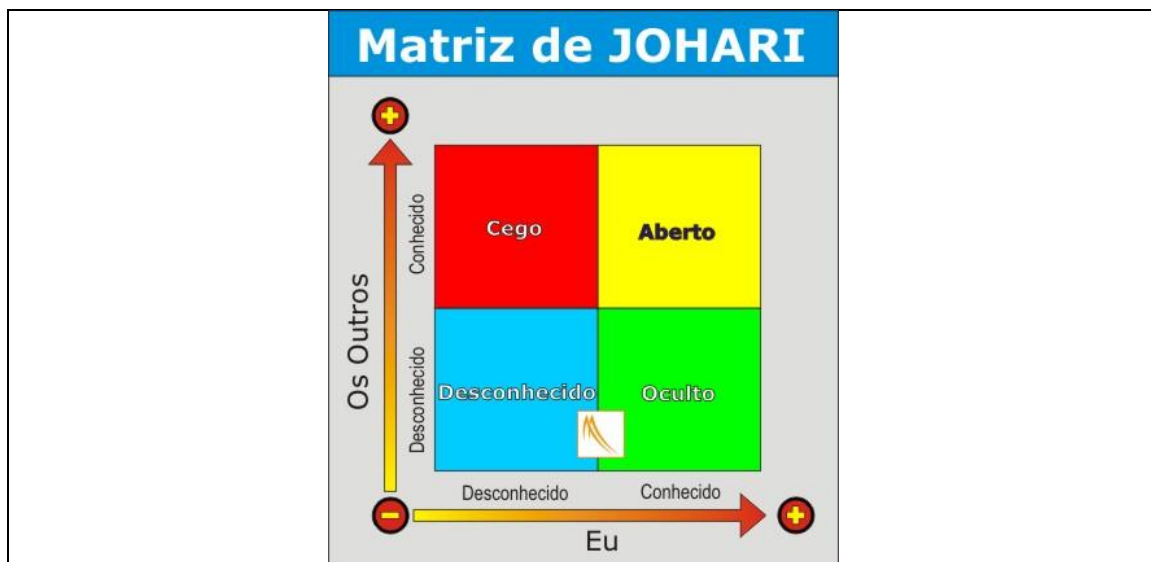 Matriz de JOHARI
Os Outros
Conhecido
Desconhecido
Cego
Aberto
Desconhecido
Oculto
Desconhecido
Conhecido
Eu